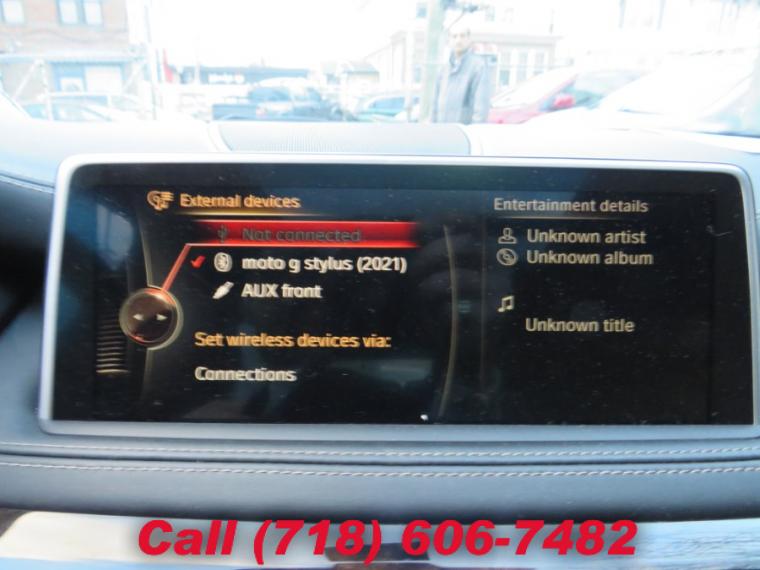 External devices
Not connected
moto g stylus (2021)
AUX front
Set wireless devices via:
Connections
Entertainment details
Unknown artist
Unknown album
Unknown title
Call (718) 606-7482